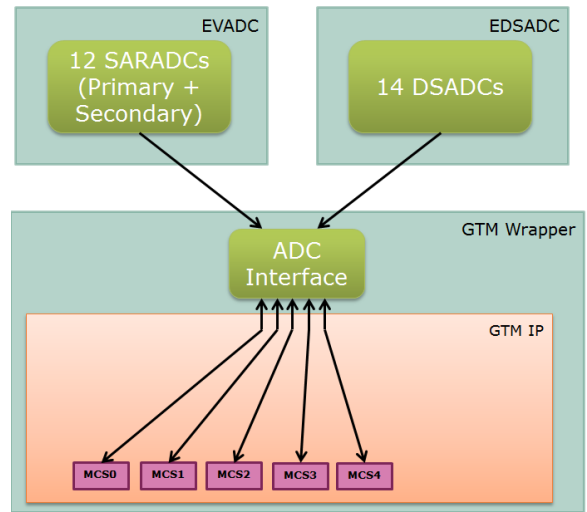 EVADC
12 SARADCs
(Primary +
Secondary)
EDSADC
14 DSADCs
GTM Wrapper
ADC
Interface
GTM IP
MCS0
MCS1
MCS2
MCS3
MCS4